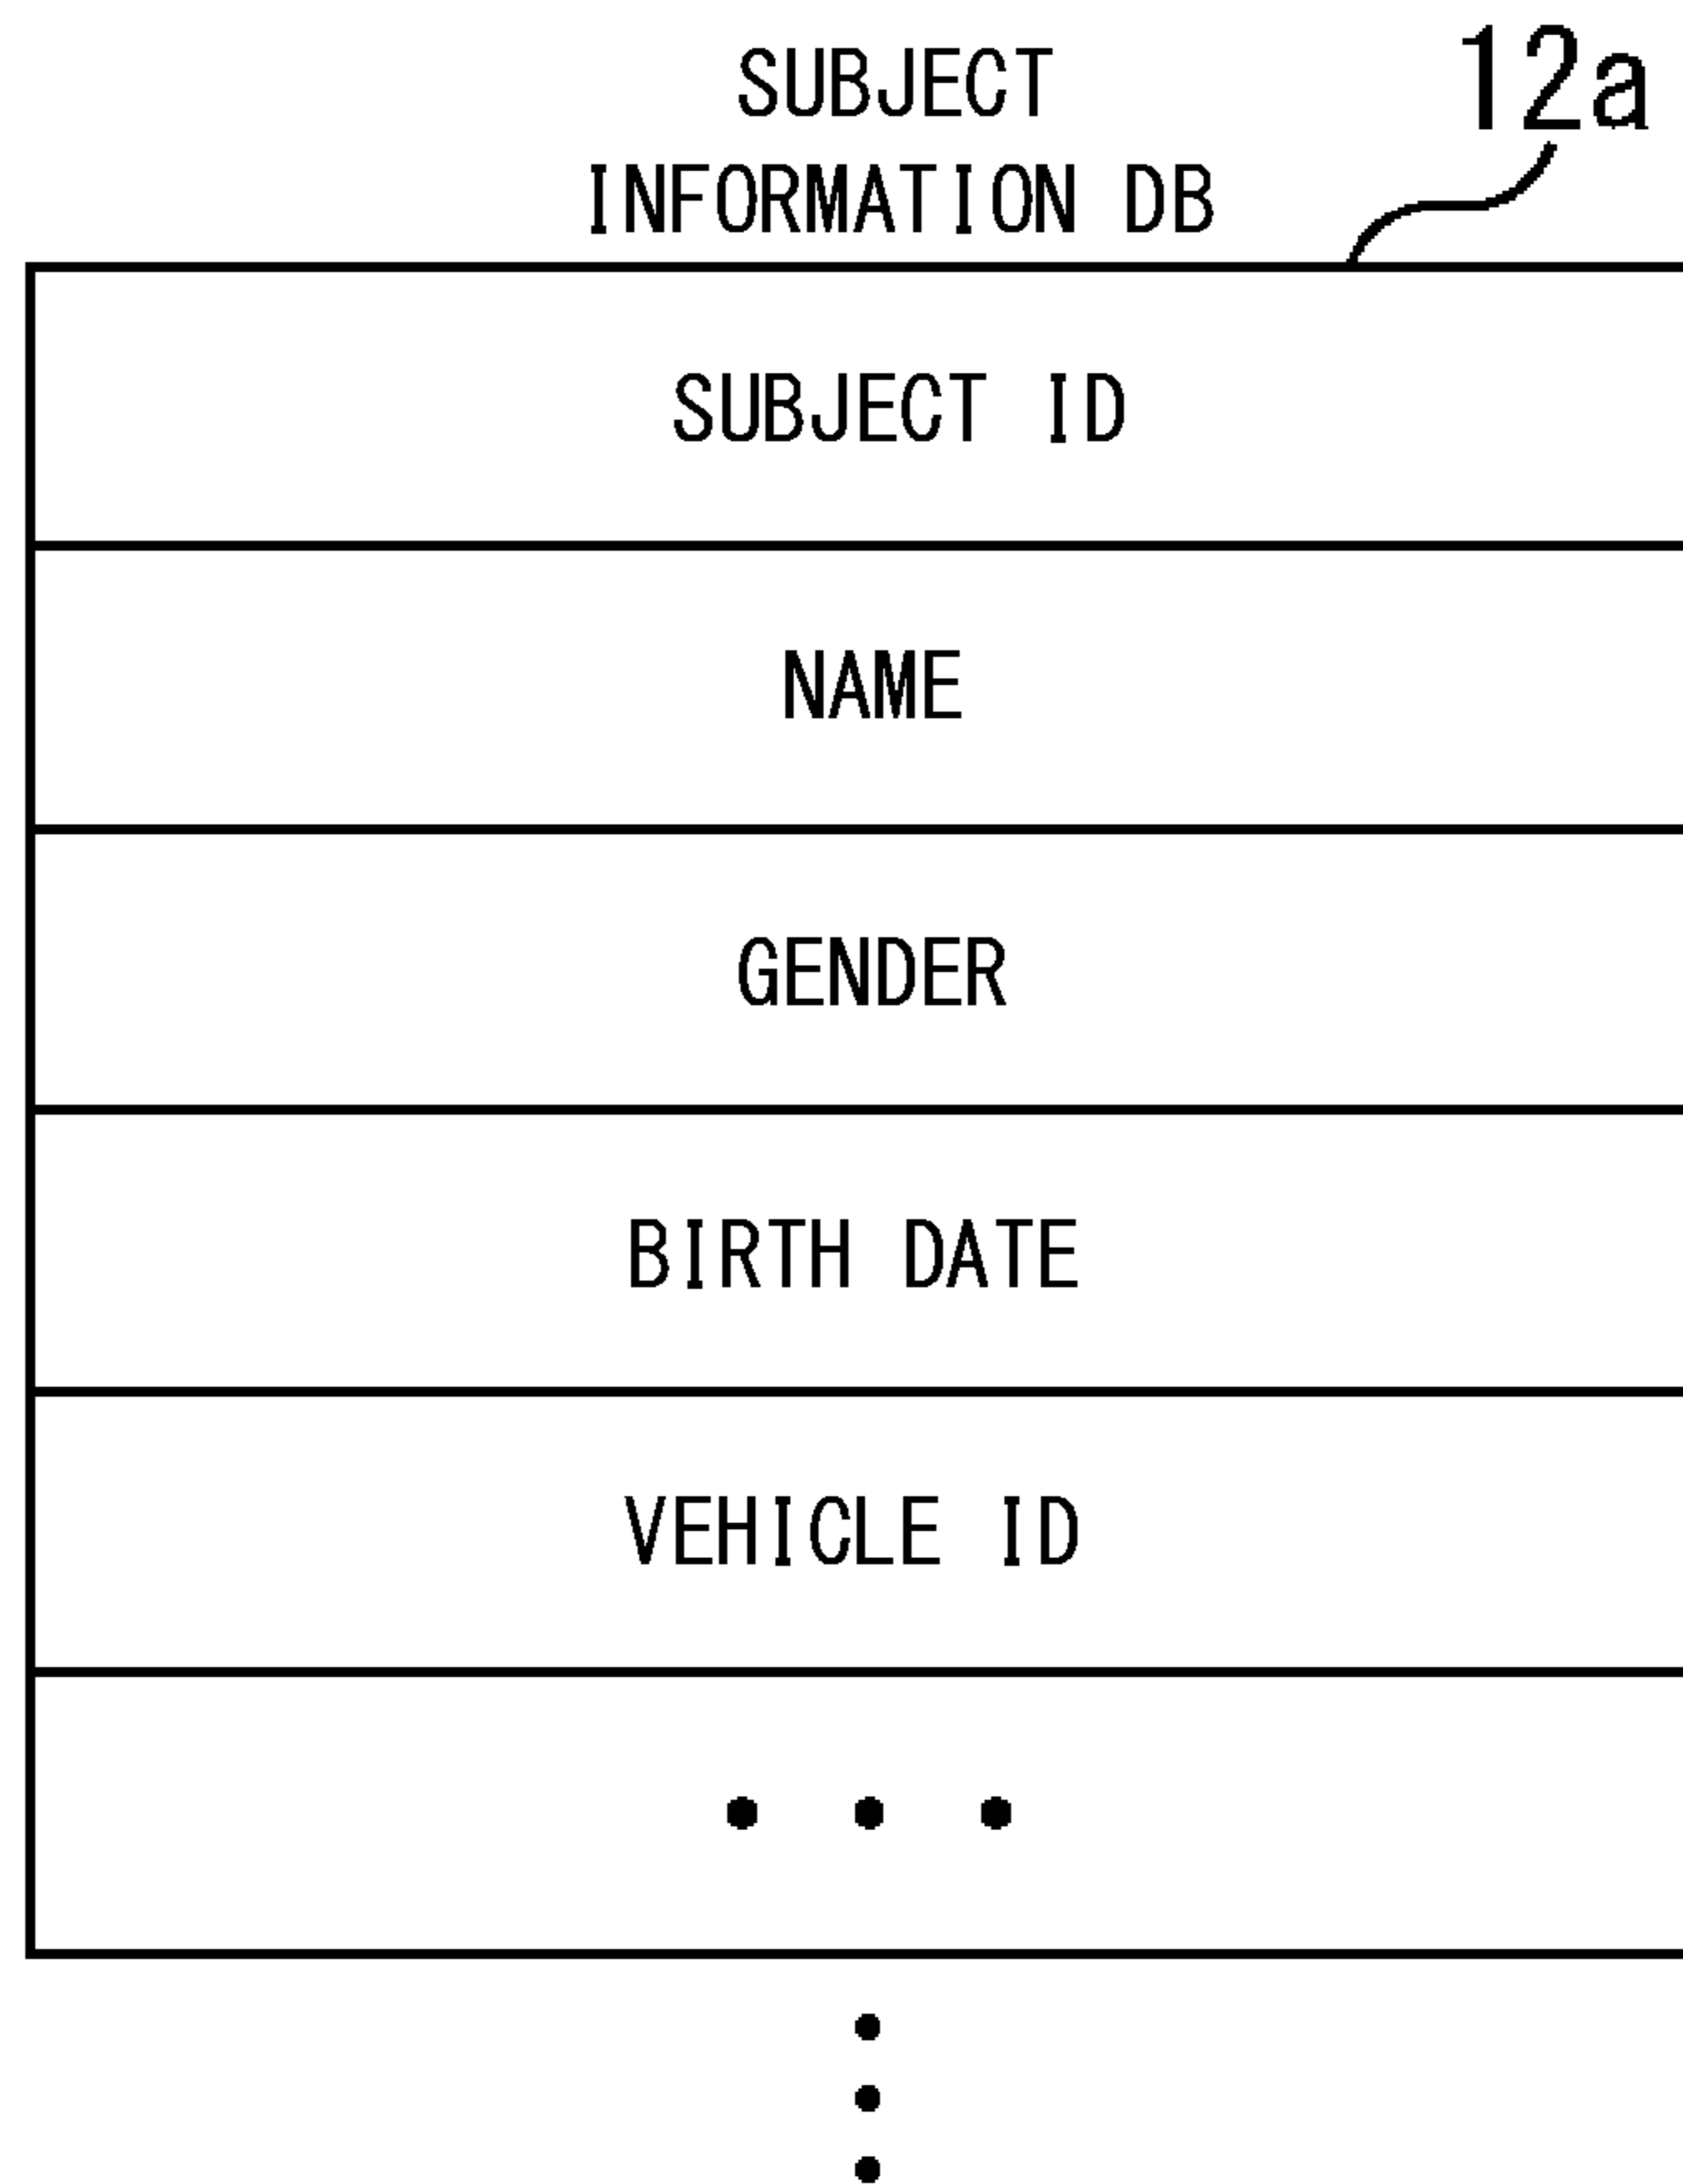 SUBJECT
INFORMATION DB
12a
SUBJECT ID
NAME
GENDER
BIRTH DATE
VEHICLE ID
• • •